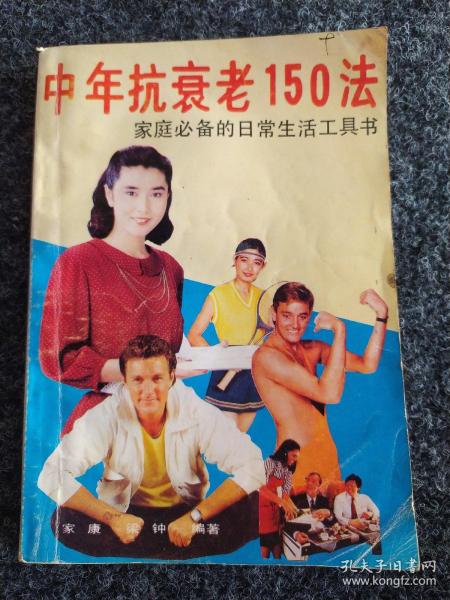 中年抗衰老150法
家庭必备的日常生活工具书
家康 梁钟 编著
孔夫子旧书网
www.kongfz.com